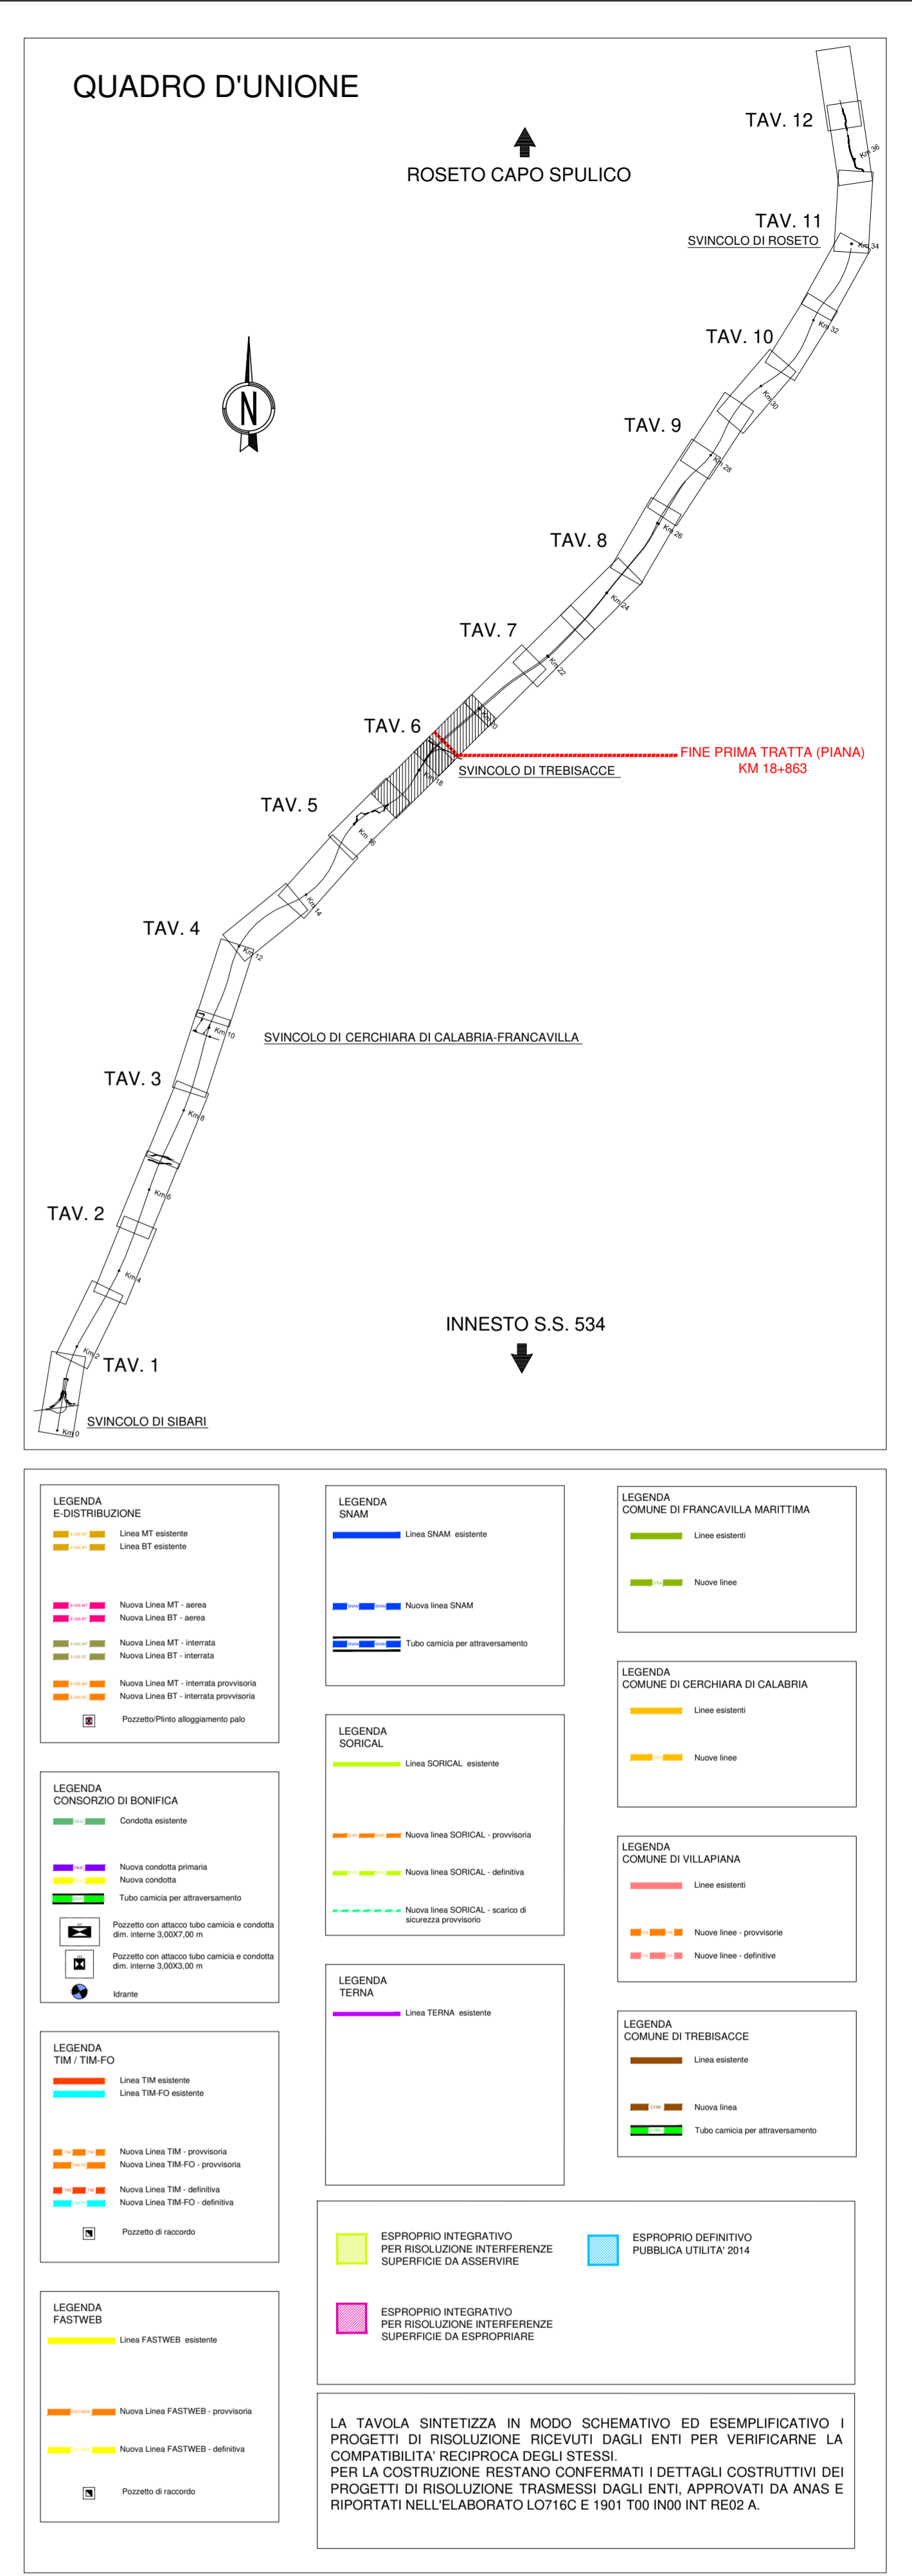 QUADRO D'UNIONE
TAV. 12
ROSETO CAPO SPULICO
Km 36
TAV. 11
SVINCOLO DI ROSETO
Km 34
Km 32
TAV. 10
Km 30
N
TAV. 9
Km 28
Km 26
TAV. 8
Km 24
TAV. 7
Km 22
Km 20
TAV. 6
FINE PRIMA TRATTA (PIANA)
KM 18+863
SVINCOLO DI TREBISACCE
Km 18
TAV. 5
Km 16
Km 14
TAV. 4
Km 12
Km 10
SVINCOLO DI CERCHIARA DI CALABRIA-FRANCAVILLA
TAV. 3
Km 8
Km 6
TAV. 2
Km 4
INNESTO S.S. 534
Km 2
TAV. 1
SVINCOLO DI SIBARI
Km 0
LEGENDA
E-DISTRIBUZIONE
Linea MT esistente
Linea BT esistente
Nuova Linea MT - aerea
Nuova Linea BT - aerea
Nuova Linea MT - interrata
Nuova Linea BT - interrata
Nuova Linea MT - interrata provvisoria
Nuova Linea BT - interrata provvisoria
Pozzetto/Plinto alloggiamento palo
LEGENDA
CONSORZIO DI BONIFICA
Condotta esistente
Nuova condotta primaria
Nuova condotta
Tubo camicia per attraversamento
Pozzetto con attacco tubo camicia e condotta
dim. interne 3,00X7,00 m
Pozzetto con attacco tubo camicia e condotta
dim. interne 3,00X3,00 m
Idrante
LEGENDA
TIM / TIM-FO
Linea TIM esistente
Linea TIM-FO esistente
Nuova Linea TIM - provvisoria
Nuova Linea TIM-FO - provvisoria
Nuova Linea TIM - definitiva
Nuova Linea TIM-FO - definitiva
Pozzetto di raccordo
LEGENDA
FASTWEB
Linea FASTWEB esistente
Nuova Linea FASTWEB - provvisoria
Nuova Linea FASTWEB - definitiva
Pozzetto di raccordo
LEGENDA
SNAM
Linea SNAM esistente
Nuova linea SNAM
Tubo camicia per attraversamento
LEGENDA
SORICAL
Linea SORICAL esistente
Nuova linea SORICAL - provvisoria
Nuova linea SORICAL - definitiva
Nuova linea SORICAL - scarico di
sicurezza provvisorio
LEGENDA
TERNA
Linea TERNA esistente
LEGENDA
COMUNE DI FRANCAVILLA MARITTIMA
Linee esistenti
Nuove linee
LEGENDA
COMUNE DI CERCHIARA DI CALABRIA
Linee esistenti
Nuove linee
LEGENDA
COMUNE DI VILLAPIANA
Linee esistenti
Nuove linee - provvisorie
Nuove linee - definitive
LEGENDA
COMUNE DI TREBISACCE
Linea esistente
Nuova linea
Tubo camicia per attraversamento
ESPROPRIO INTEGRATIVO
PER RISOLUZIONE INTERFERENZE
SUPERFICIE DA ASSERVIRE
ESPROPRIO DEFINITIVO
PUBBLICA UTILITA' 2014
ESPROPRIO INTEGRATIVO
PER RISOLUZIONE INTERFERENZE
SUPERFICIE DA ESPROPRIARE
LA TAVOLA SINTETIZZA IN MODO SCHEMATIVO ED ESEMPLIFICATIVO I
PROGETTI DI RISOLUZIONE RICEVUTI DAGLI ENTI PER VERIFICARNE LA
COMPATIBILITA' RECIPROCA DEGLI STESSI.
PER LA COSTRUZIONE RESTANO CONFERMATI I DETTAGLI COSTRUTTIVI DEI
PROGETTI DI RISOLUZIONE TRASMESSI DAGLI ENTI, APPROVATI DA ANAS E
RIPORTATI NELL'ELABORATO LO716C E 1901 T00 IN00 INT RE02 A.